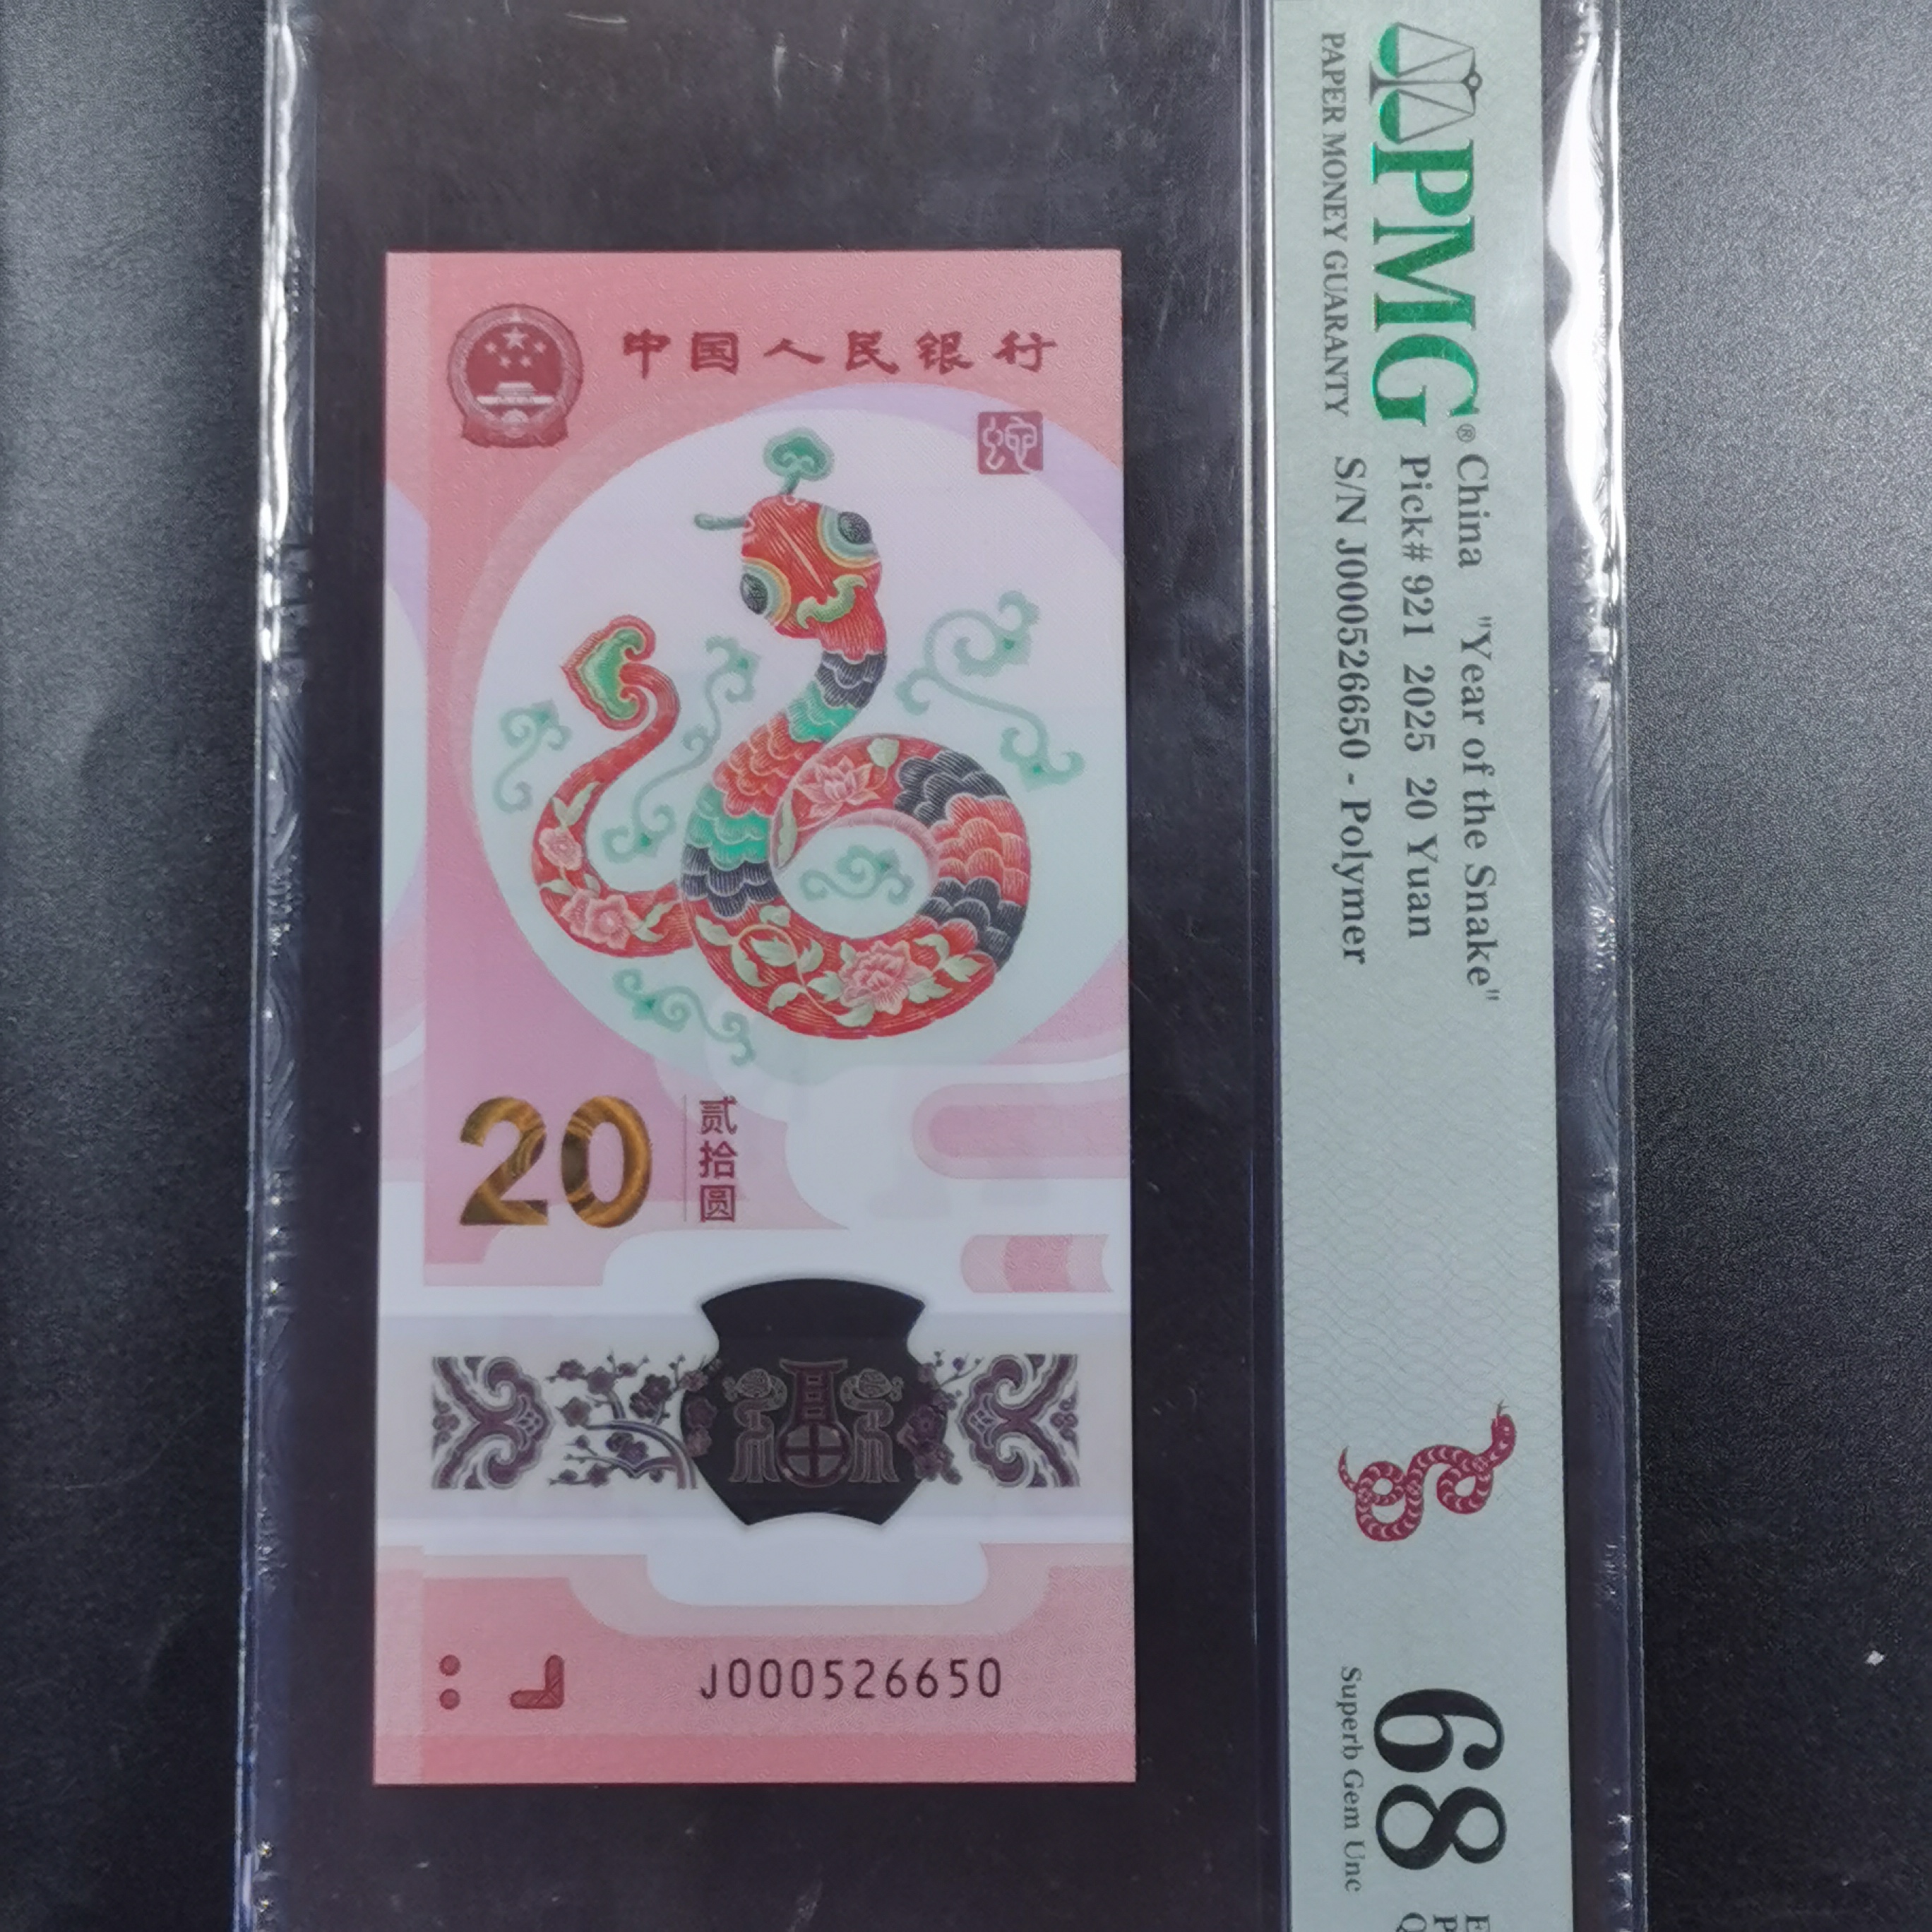 中国人民银行
蛇
20
贰拾圆
福
J000526650
PMG®
PAPER MONEY GUARANTY
China "Year of the Snake"
Pick# 921 2025 20 Yuan
S/N J000526650 - Polymer
68
Superb Gem Unc
E
P
Q